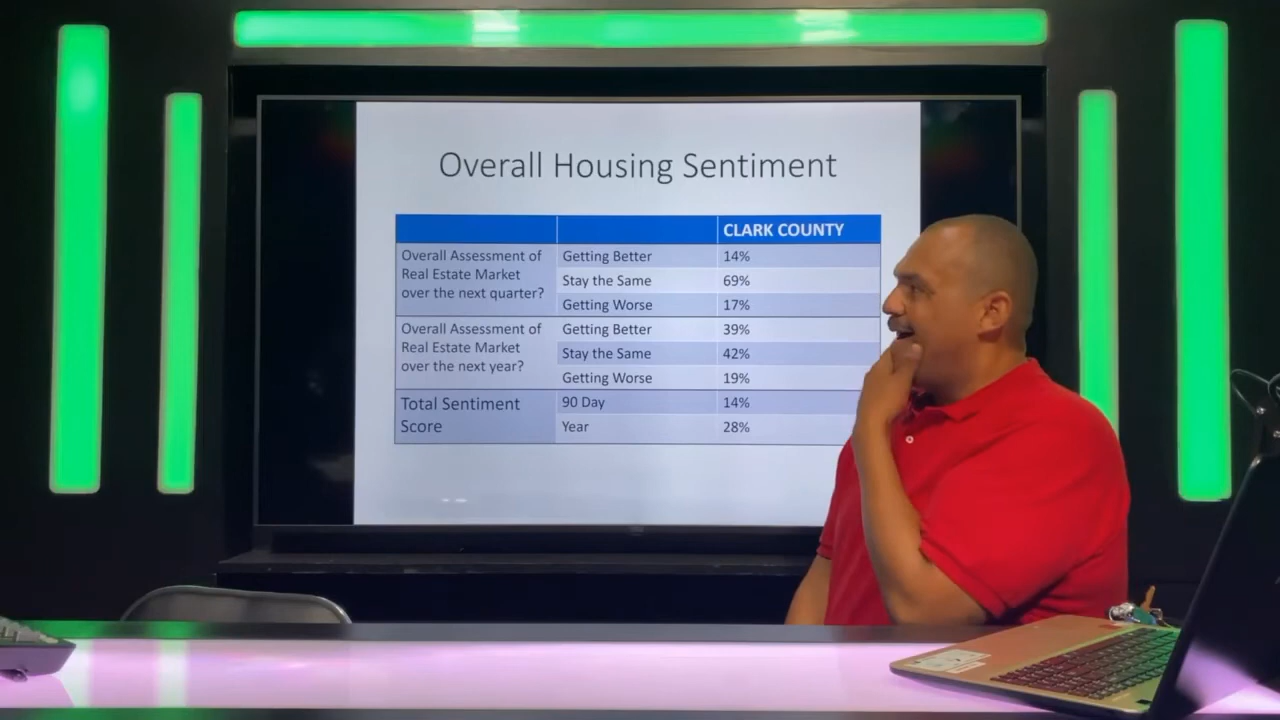 Overall Housing Sentiment
CLARK COUNTY
Overall Assessment of
Real Estate Market
over the next quarter?
Getting Better
14%
Stay the Same
69%
Getting Worse
17%
Overall Assessment of
Real Estate Market
over the next year?
Getting Better
39%
Stay the Same
42%
Getting Worse
19%
Total Sentiment
Score
90 Day
14%
Year
28%